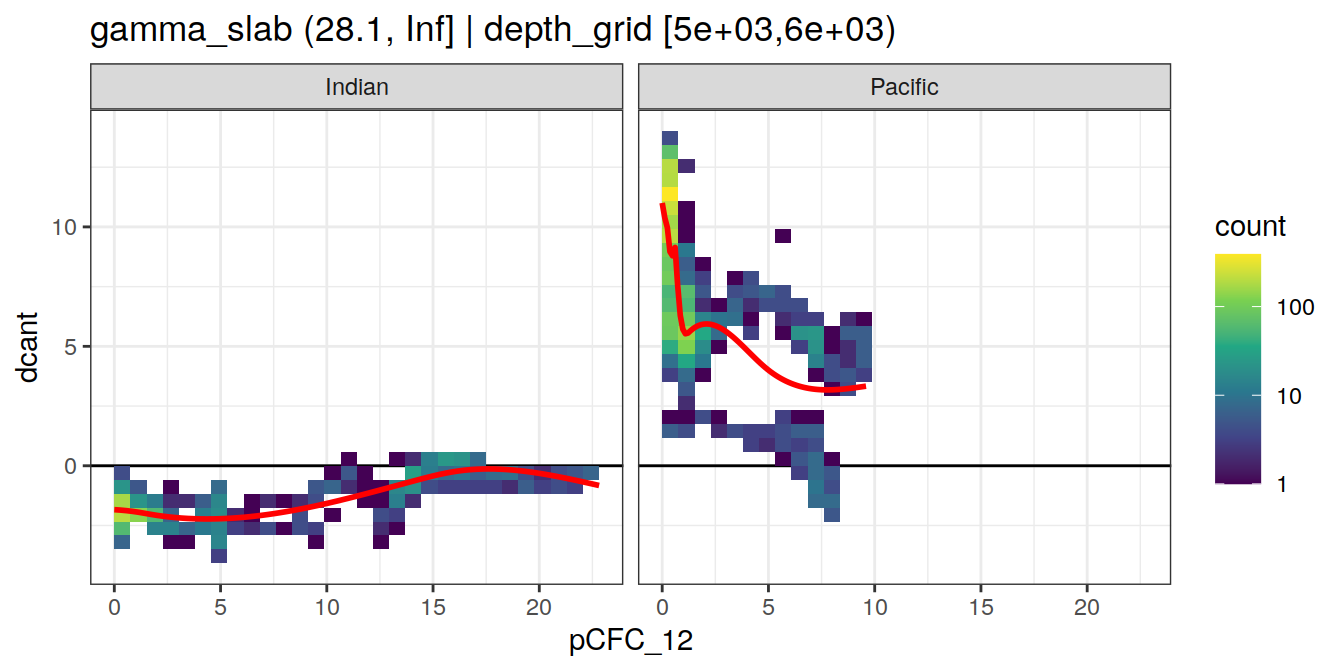 gamma_slab (28.1, Inf] | depth_grid [5e+03,6e+03)
Indian
Pacific
dcant
10
5
0
0 5 10 15 20
0 5 10 15 20
pCFC_12
count
100
10
1